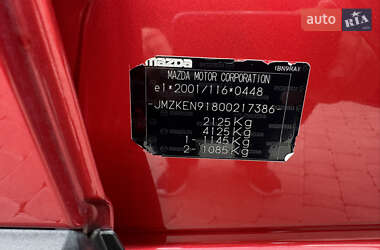 auto RIA
mazda
MAZDA MOTOR CORPORATION
e1*2001/116*0448
-JMZKEN91800217386-
2125Kg
4125Kg
1- 1145Kg
2- 1085Kg